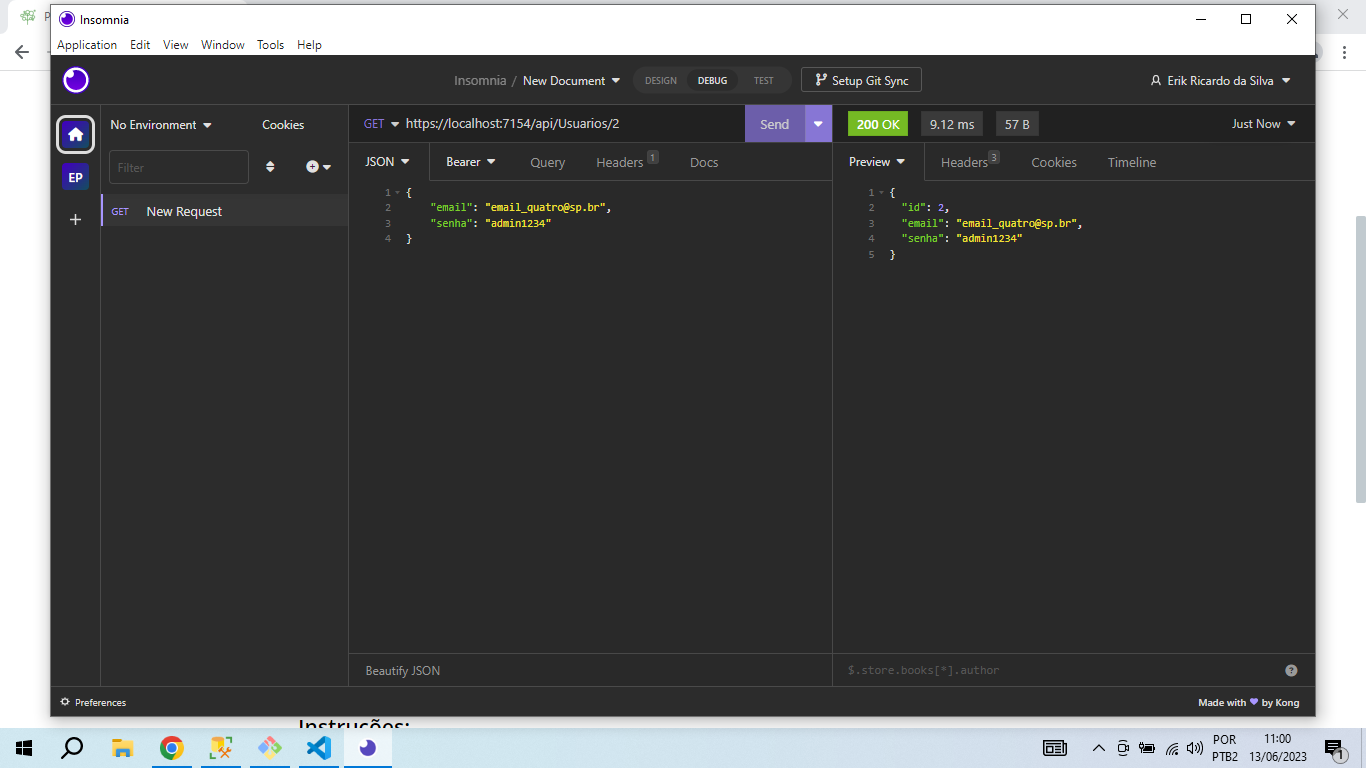 P
Insomnia
Application Edit View Window Tools Help
Insomnia / New Document DESIGN DEBUG TEST Setup Git Sync Erik Ricardo da Silva
No Environment Cookies
GET https://localhost:7154/api/Usuarios/2 Send
200 OK 9.12 ms 57 B Just Now
Filter
EP
GET New Request
JSON Bearer Query Headers 1 Docs
1 {
2 "email": "email_quatro@sp.br",
3 "senha": "admin1234"
4 }
Beautify JSON
Preview Headers 3 Cookies Timeline
1 {
2 "id": 2,
3 "email": "email_quatro@sp.br",
4 "senha": "admin1234"
5 }
$.store.books[*].author ?
Preferences
Made with by Kong
Instruções:
POR
PTB2
11:00
13/06/2023
1